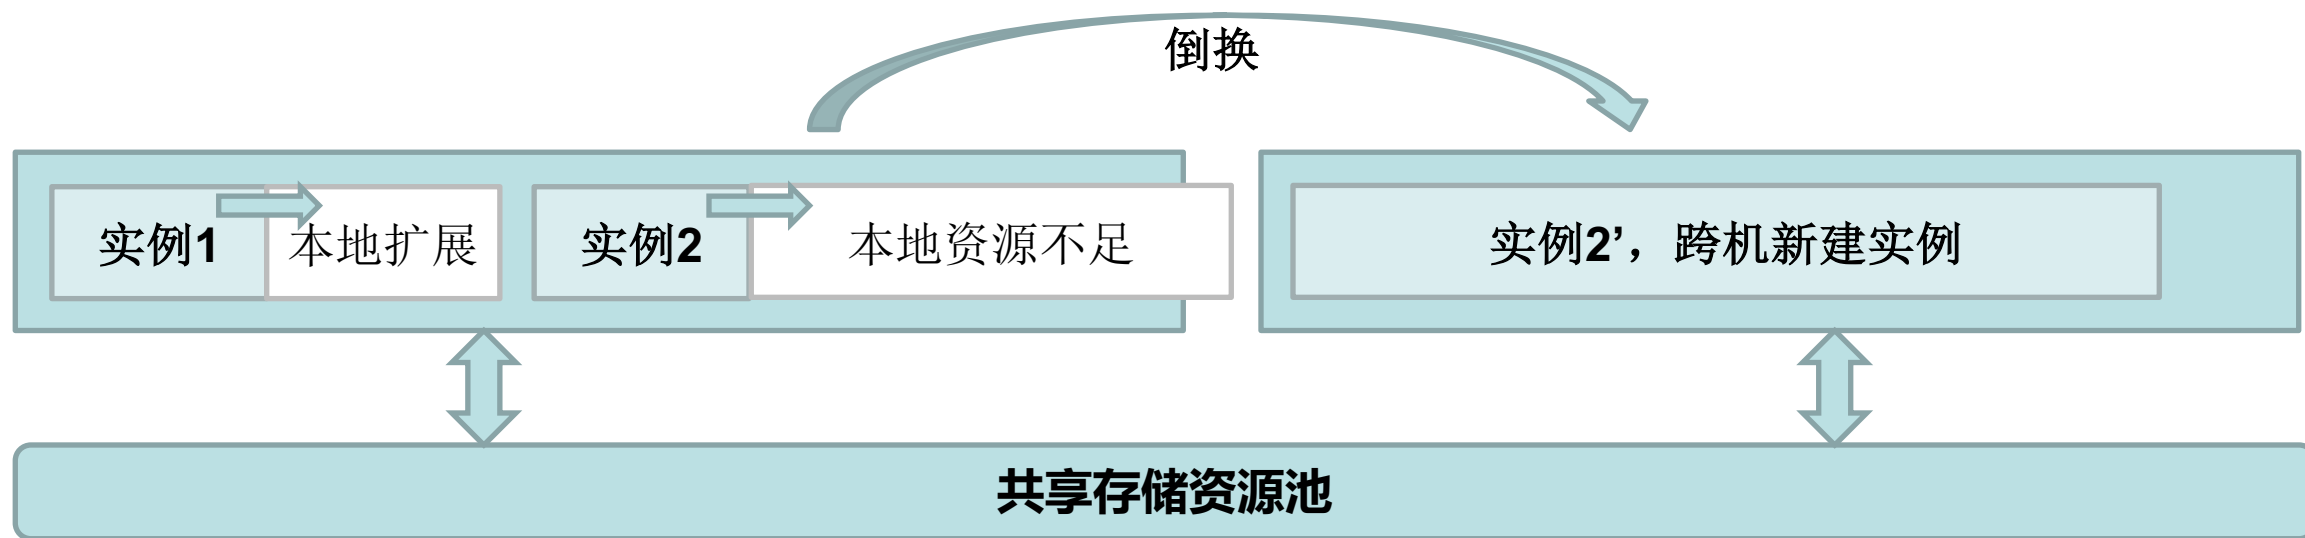 倒换
实例1
本地扩展
实例2
本地资源不足
实例2’，跨机新建实例
共享存储资源池